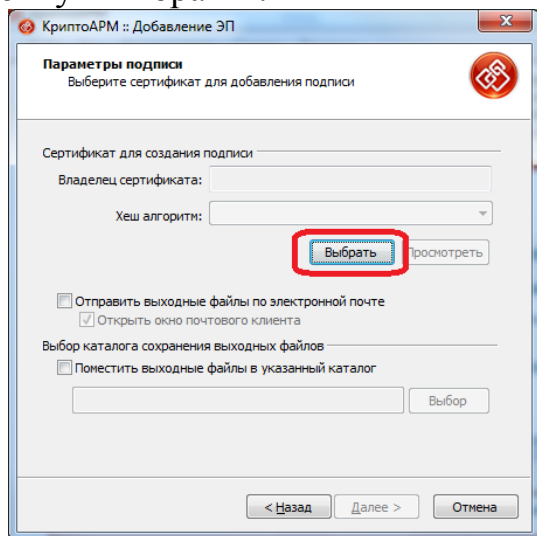 КриптоАРМ :: Добавление ЭП
Параметры подписи
Выберите сертификат для добавления подписи
Сертификат для создания подписи
Владелец сертификата:
Хеш алгоритм:
Выбрать Просмотреть
Отправить выходные файлы по электронной почте
Открыть окно почтового клиента
Выбор каталога сохранения выходных файлов
Поместить выходные файлы в указанный каталог
Выбор
< Назад Далее > Отмена